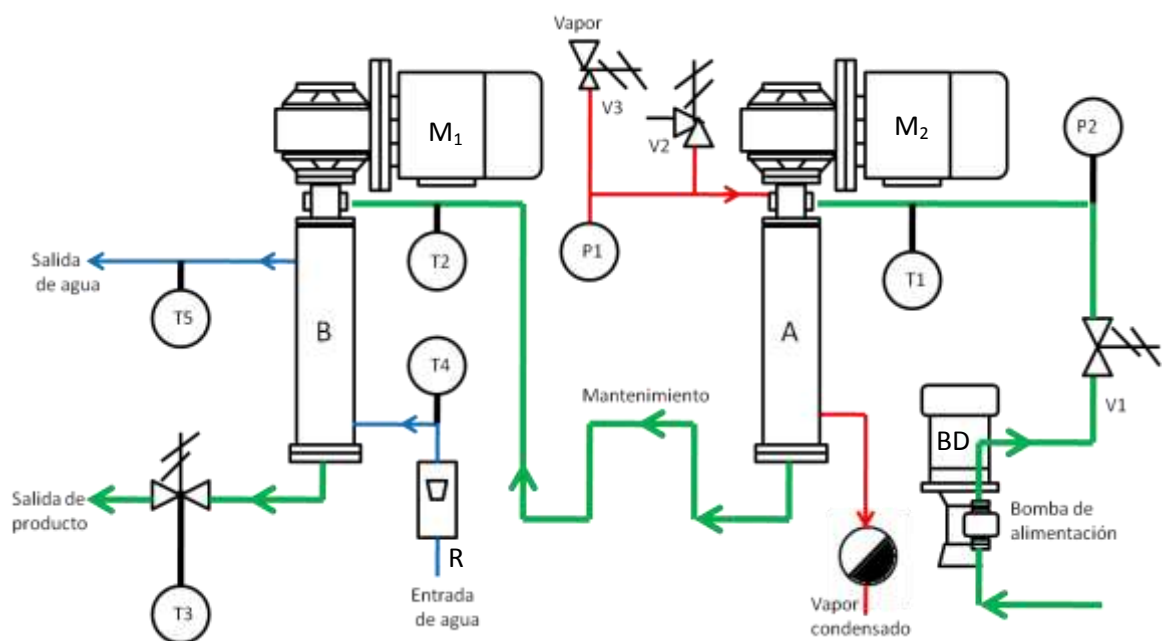 Vapor
V3
V2
M1
M2
P2
P1
T2
T1
Salida
de agua
T5
B
A
T4
Mantenimiento
V1
BD
Salida de
producto
Bomba de
alimentación
R
T3
Entrada
de agua
Vapor
condensado